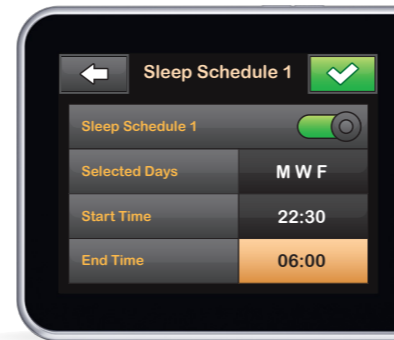 Sleep Schedule 1
Sleep Schedule 1
Selected Days M W F
Start Time 22:30
End Time 06:00